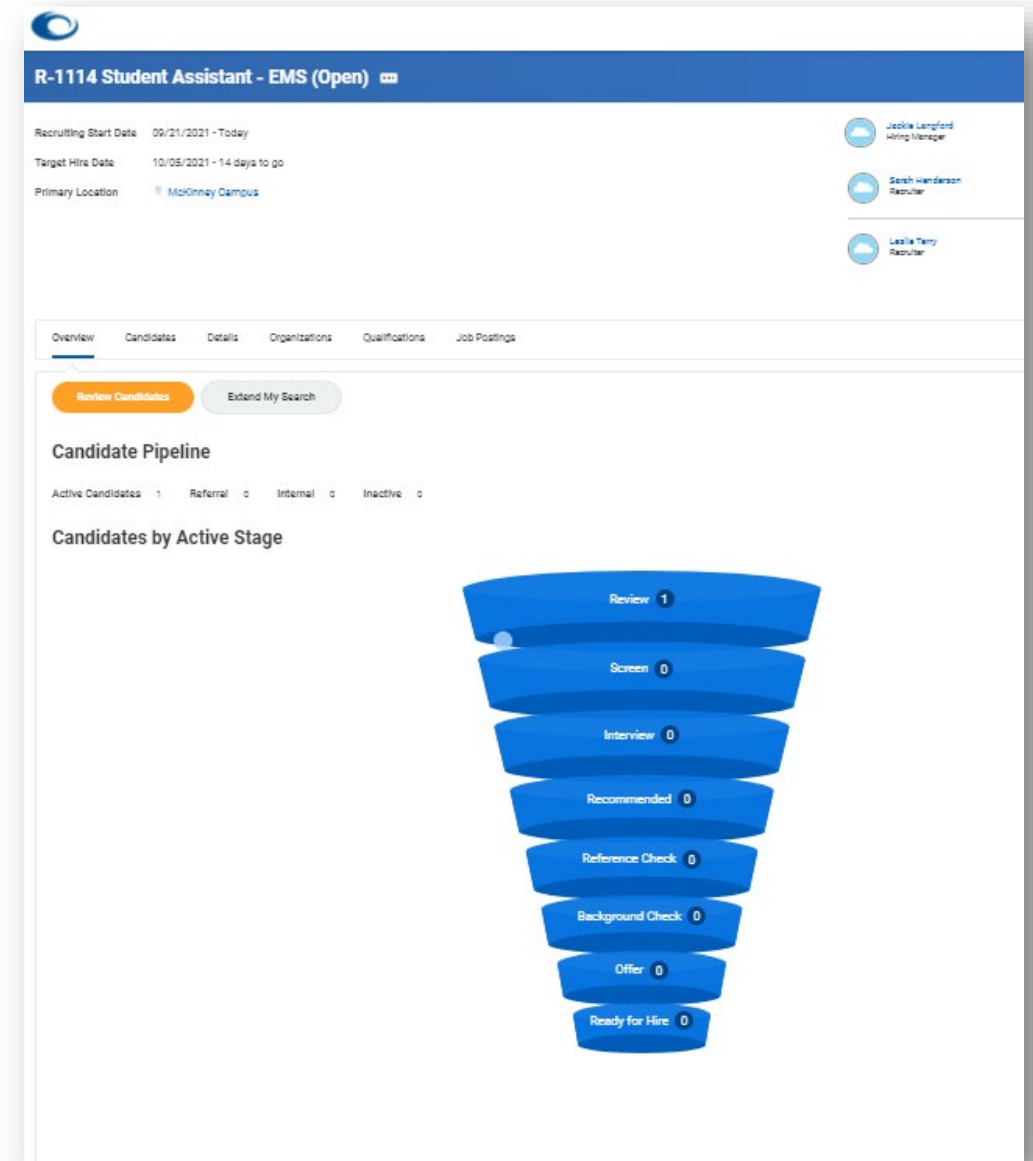 R-1114 Student Assistant - EMS (Open)
Recruiting Start Date 09/21/2021 - Today
Target Hire Date 10/05/2021 - 14 days to go
Primary Location McKinney Campus
Jackie Langford
Hiring Manager
Sarah Henderson
Recruiter
Leslie Terry
Recruiter
Overview Candidates Details Organizations Qualifications Job Postings
Review Candidates Extend My Search
Candidate Pipeline
Active Candidates 1 Referral 0 Internal 0 Inactive 0
Candidates by Active Stage
Review 1
Screen 0
Interview 0
Recommended 0
Reference Check 0
Background Check 0
Offer 0
Ready for Hire 0